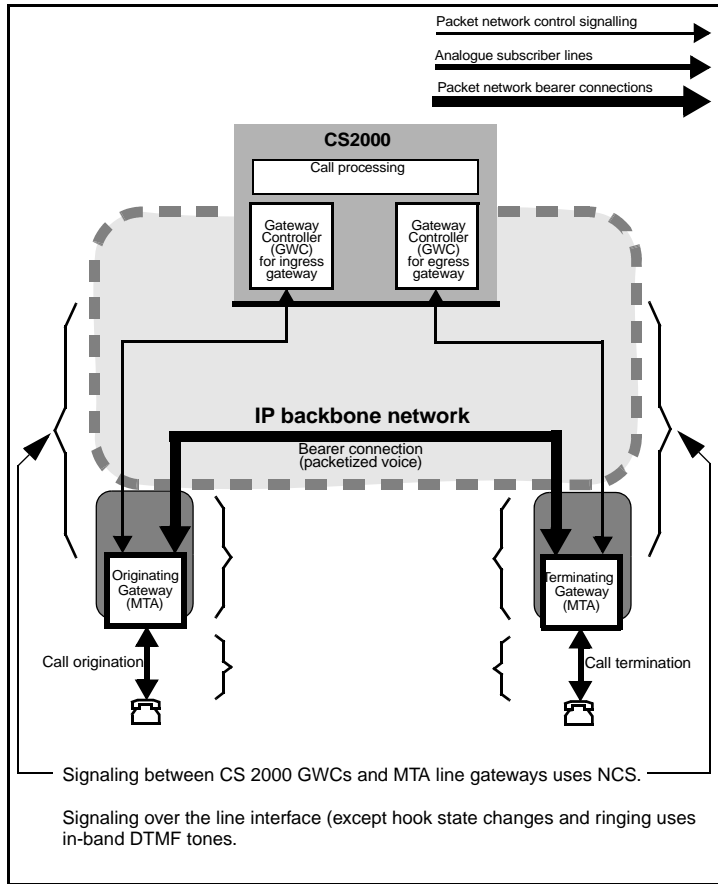 Packet network control signalling
Analogue subscriber lines
Packet network bearer connections
CS2000
Call processing
Gateway
Controller
(GWC)
for ingress
gateway
Gateway
Controller
(GWC)
for egress
gateway
IP backbone network
Bearer connection
(packetized voice)
Originating
Gateway
(MTA)
Terminating
Gateway
(MTA)
Call origination
Call termination
Signaling between CS 2000 GWCs and MTA line gateways uses NCS.
Signaling over the line interface (except hook state changes and ringing uses
in-band DTMF tones.